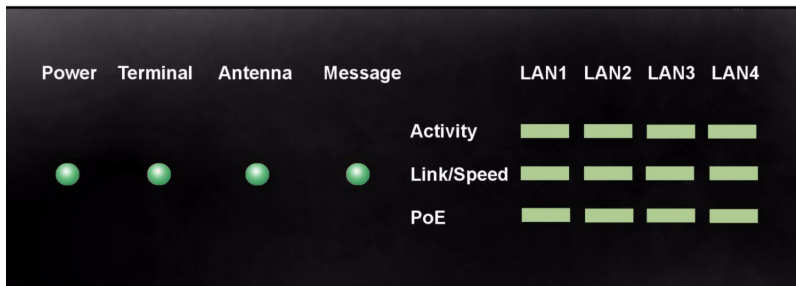 Power Terminal Antenna Message LAN1 LAN2 LAN3 LAN4
Activity
Link/Speed
PoE